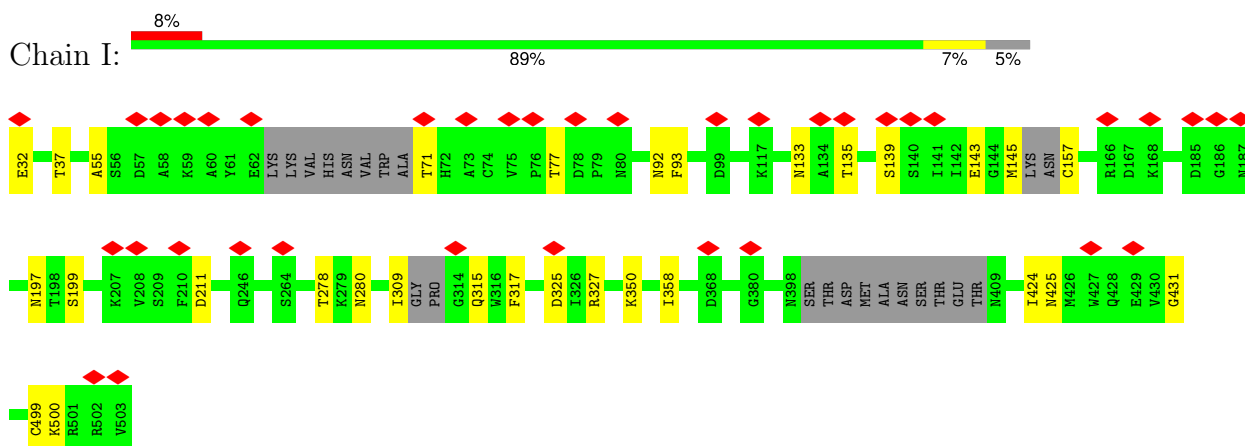 8%
Chain I:
89% 7% 5%
E32 T37 A55 S56 D57 A58 K59 A60 Y61 E62 LYS LYS VAL HIS ASN VAL TRP ALA T71 H72 A73 C74 V75 P76 T77 D78 P79 N80 N92 F93 D99 K117 N133 A134 T135 S139 S140 I141 I142 E143 G144 M145 LYS ASN C157 R166 D167 K168 D185 G186 N187
N197 T198 S199 K207 V208 S209 F210 D211 Q246 S264 T278 K279 N280 I309 GLY PRO G314 Q315 W316 F317 D325 I326 R327 K350 I358 D368 G380 N398 SER THR ASP MET ALA ASN SER THR GLU THR N409 I424 N425 M426 W427 Q428 E429 V430 G431
C499 K500 R501 R502 V503